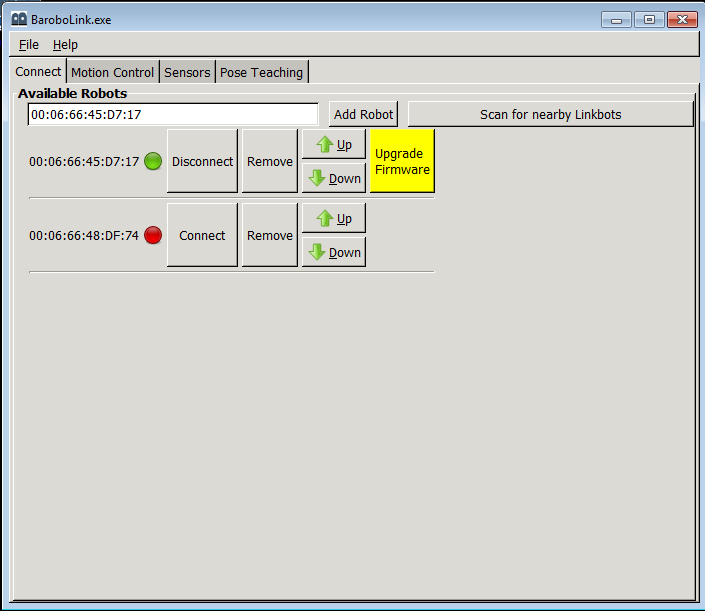 BaroboLink.exe
File Help
Connect Motion Control Sensors Pose Teaching
Available Robots
00:06:66:45:D7:17 Add Robot Scan for nearby Linkbots
00:06:66:45:D7:17 Disconnect Remove Up Down Upgrade
Firmware
00:06:66:48:DF:74 Connect Remove Up Down